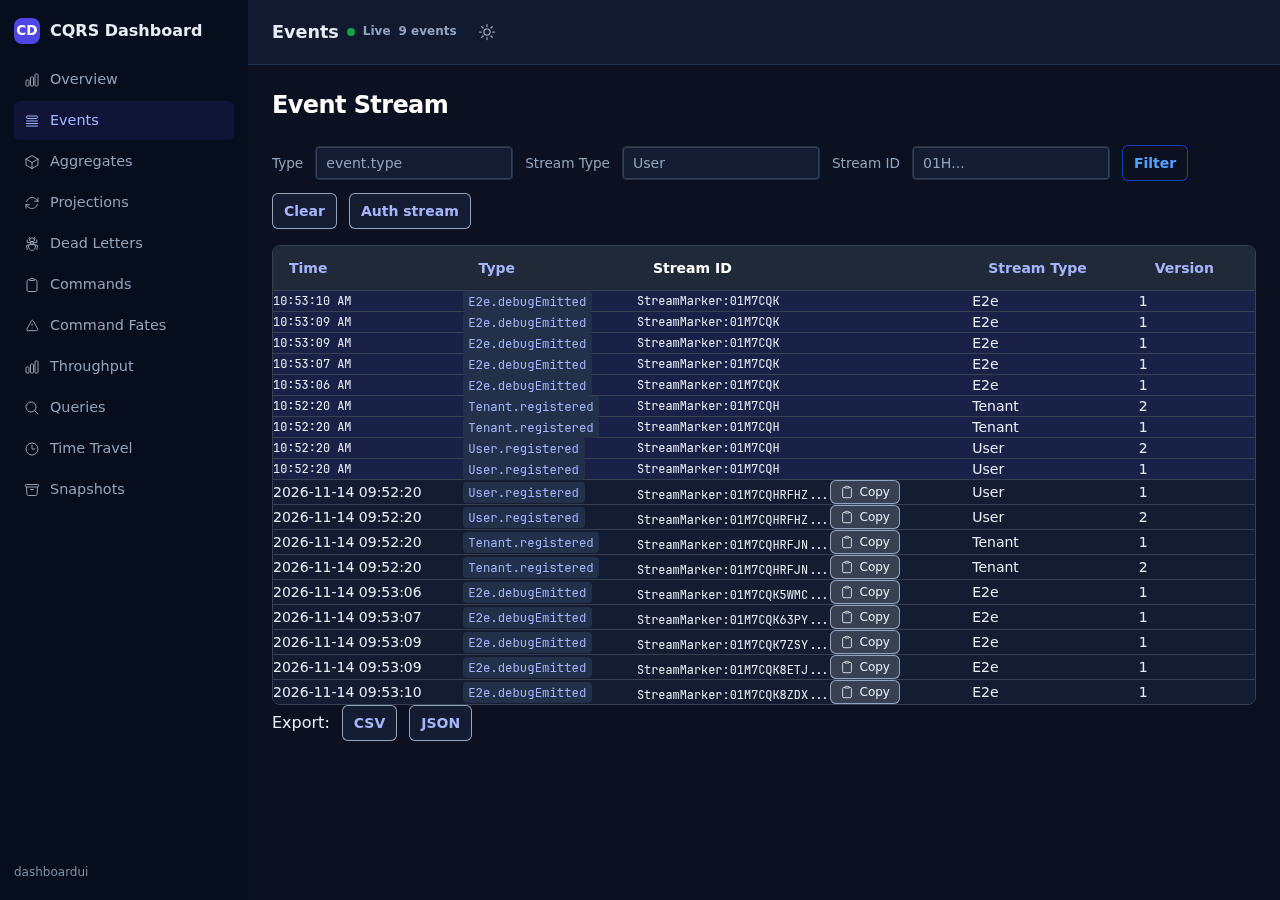 CD CQRS Dashboard
Overview
Events
Aggregates
Projections
Dead Letters
Commands
Command Fates
Throughput
Queries
Time Travel
Snapshots
dashboardui
Events Live 9 events
Event Stream
Type event.type Stream Type User Stream ID 01H... Filter
Clear Auth stream
Time Type Stream ID Stream Type Version
10:53:10 AM E2e.debugEmitted StreamMarker:01M7CQK E2e 1
10:53:09 AM E2e.debugEmitted StreamMarker:01M7CQK E2e 1
10:53:09 AM E2e.debugEmitted StreamMarker:01M7CQK E2e 1
10:53:07 AM E2e.debugEmitted StreamMarker:01M7CQK E2e 1
10:53:06 AM E2e.debugEmitted StreamMarker:01M7CQK E2e 1
10:52:20 AM Tenant.registered StreamMarker:01M7CQH Tenant 2
10:52:20 AM Tenant.registered StreamMarker:01M7CQH Tenant 1
10:52:20 AM User.registered StreamMarker:01M7CQH User 2
10:52:20 AM User.registered StreamMarker:01M7CQH User 1
2026-11-14 09:52:20 User.registered StreamMarker:01M7CQHRFHZ... Copy User 1
2026-11-14 09:52:20 User.registered StreamMarker:01M7CQHRFHZ... Copy User 2
2026-11-14 09:52:20 Tenant.registered StreamMarker:01M7CQHRFJN... Copy Tenant 1
2026-11-14 09:52:20 Tenant.registered StreamMarker:01M7CQHRFJN... Copy Tenant 2
2026-11-14 09:53:06 E2e.debugEmitted StreamMarker:01M7CQK5WMC... Copy E2e 1
2026-11-14 09:53:07 E2e.debugEmitted StreamMarker:01M7CQK63PY... Copy E2e 1
2026-11-14 09:53:09 E2e.debugEmitted StreamMarker:01M7CQK7ZSY... Copy E2e 1
2026-11-14 09:53:09 E2e.debugEmitted StreamMarker:01M7CQK8ETJ... Copy E2e 1
2026-11-14 09:53:10 E2e.debugEmitted StreamMarker:01M7CQK8ZDX... Copy E2e 1
Export: CSV JSON